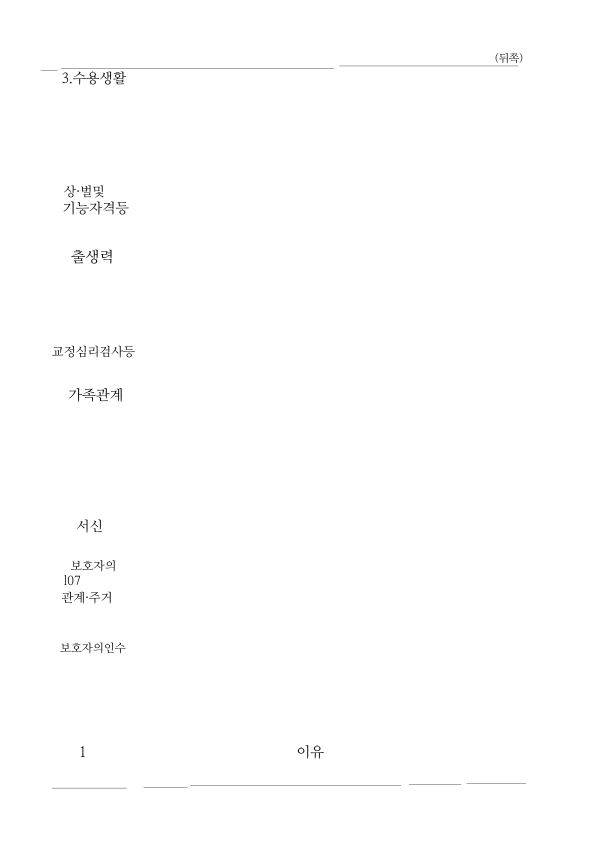 (뒤쪽)
3.수용생활
상·벌및
기능자격등
출생력
교정심리검사등
가족관계
서신
보호자의
l07
관계·주거
보호자의인수
1 이유